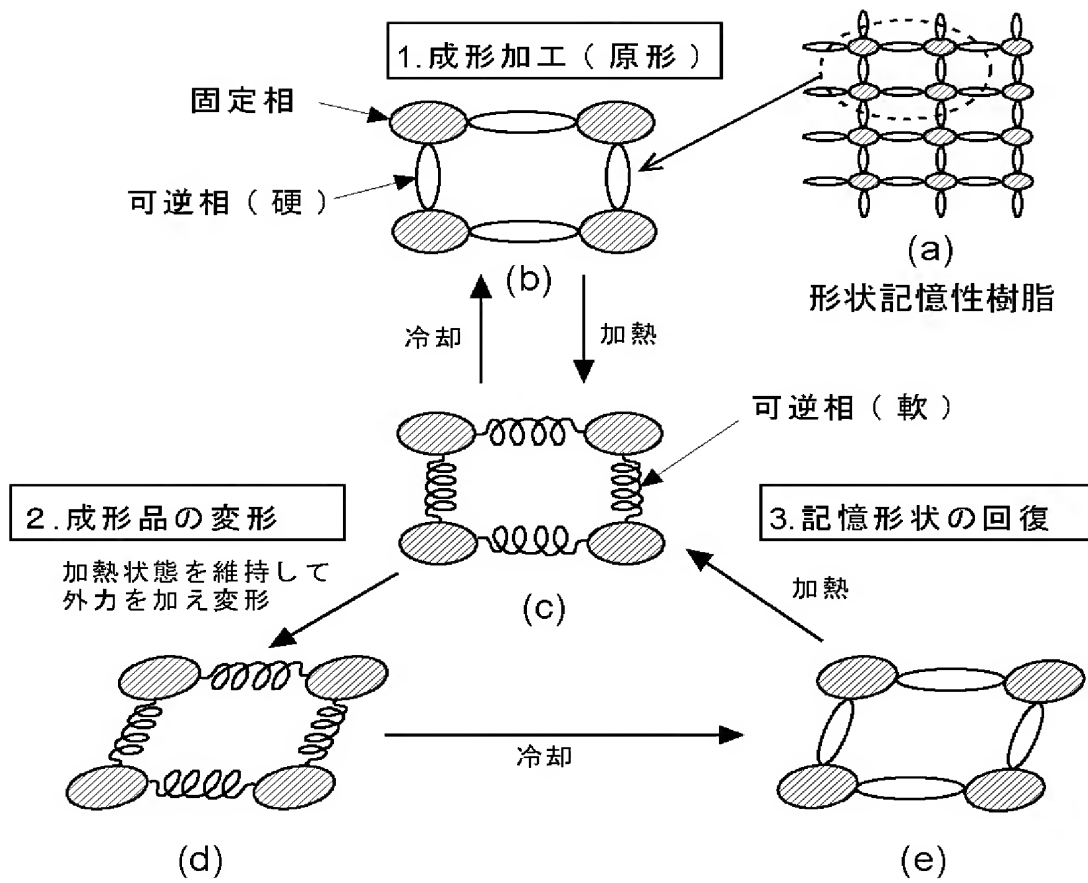 1.成形加工(原形)
固定相
可逆相(硬)
(a)
形状記憶性樹脂
(b)
冷却
加熱
可逆相(軟)
2.成形品の変形
3.記憶形状の回復
加熱状態を維持して
外力を加え変形
加熱
(c)
冷却
(d)
(e)